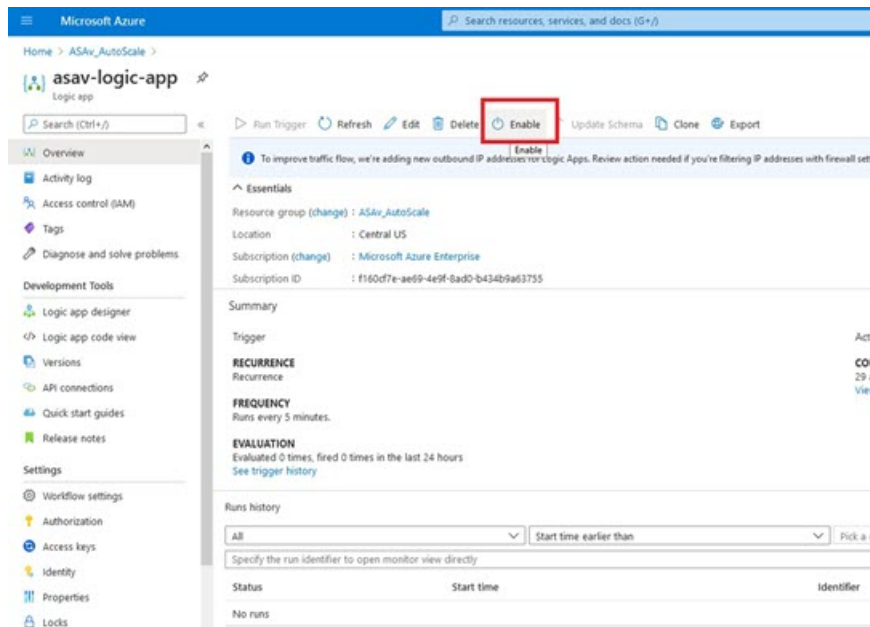 Microsoft Azure
Search resources, services, and docs (G+/)
Home > ASAv_AutoScale >
asav-logic-app
Logic app
Search (Ctrl+/)
«
Run Trigger Refresh Edit Delete Enable Update Schema Clone Export
Enable
Overview
Activity log
Access control (IAM)
Tags
Diagnose and solve problems
Development Tools
Logic app designer
Logic app code view
Versions
API connections
Quick start guides
Release notes
Settings
Workflow settings
Authorization
Access keys
Identity
Properties
Locks
To improve traffic flow, we're adding new outbound IP addresses for Logic Apps. Review action needed if you're filtering IP addresses with firewall set
Essentials
Resource group (change) : ASAv_AutoScale
Location : Central US
Subscription (change) : Microsoft Azure Enterprise
Subscription ID : f160cf7e-ae69-4e9f-8ad0-b434b9a63755
Summary
Trigger
RECURRENCE
Recurrence
FREQUENCY
Runs every 5 minutes.
EVALUATION
Evaluated 0 times, fired 0 times in the last 24 hours
See trigger history
Act
CO
29
Vie
Runs history
All Start time earlier than Pick a
Specify the run identifier to open monitor view directly
Status Start time Identifier
No runs